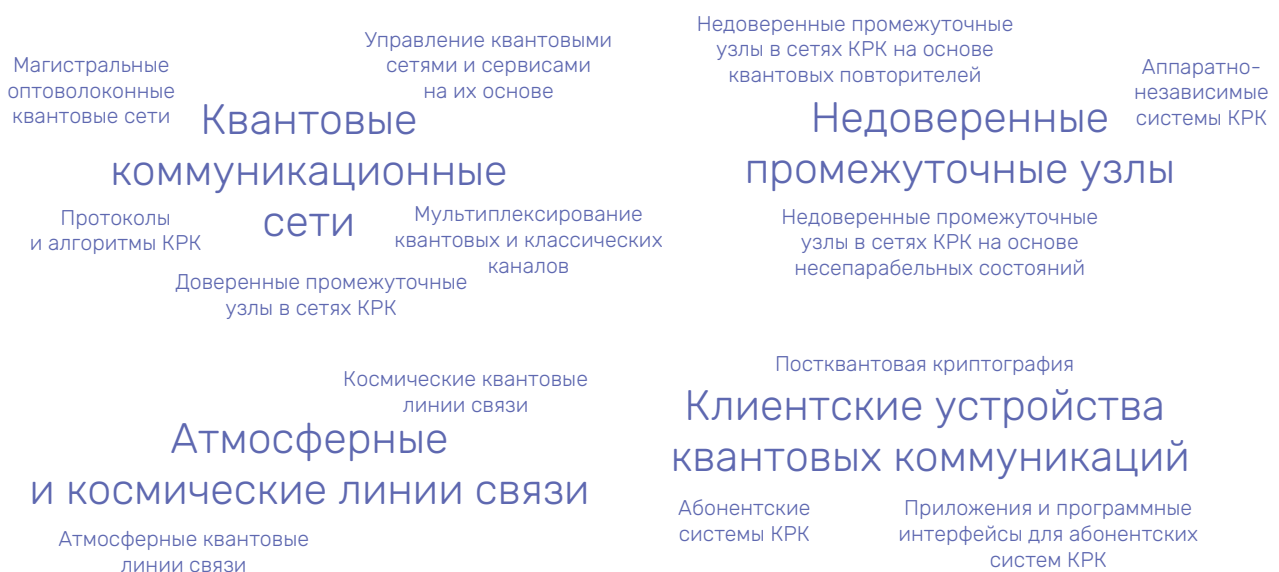 Магистральные
оптоволоконные
квантовые сети
Управление квантовыми
сетями и сервисами
на их основе
Квантовые
коммуникационные
сети
Протоколы
и алгоритмы КРК
Мультиплексирование
квантовых и классических
каналов
Доверенные промежуточные
узлы в сетях КРК
Недоверенные промежуточные
узлы в сетях КРК на основе
квантовых повторителей
Аппаратно-
независимые
системы КРК
Недоверенные
промежуточные узлы
Недоверенные промежуточные
узлы в сетях КРК на основе
несепарабельных состояний
Космические квантовые
линии связи
Атмосферные
и космические линии связи
Атмосферные квантовые
линии связи
Постквантовая криптография
Клиентские устройства
квантовых коммуникаций
Абонентские
системы КРК
Приложения и программные
интерфейсы для абонентских
систем КРК